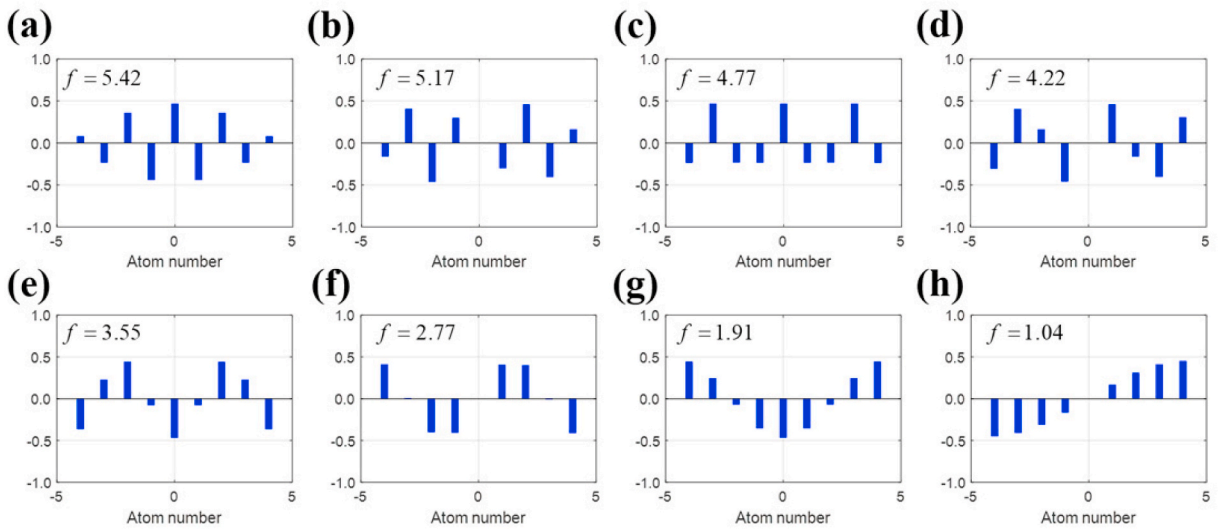 (a)
(b)
(c)
(d)
1.0
0.5
0.0
-0.5
-1.0
f = 5.42
-5
0
5
Atom number
1.0
0.5
0.0
-0.5
-1.0
f = 5.17
-5
0
5
Atom number
1.0
0.5
0.0
-0.5
-1.0
f = 4.77
-5
0
5
Atom number
1.0
0.5
0.0
-0.5
-1.0
f = 4.22
-5
0
5
Atom number
(e)
(f)
(g)
(h)
1.0
0.5
0.0
-0.5
-1.0
f = 3.55
-5
0
5
Atom number
1.0
0.5
0.0
-0.5
-1.0
f = 2.77
-5
0
5
Atom number
1.0
0.5
0.0
-0.5
-1.0
f = 1.91
-5
0
5
Atom number
1.0
0.5
0.0
-0.5
-1.0
f = 1.04
-5
0
5
Atom number